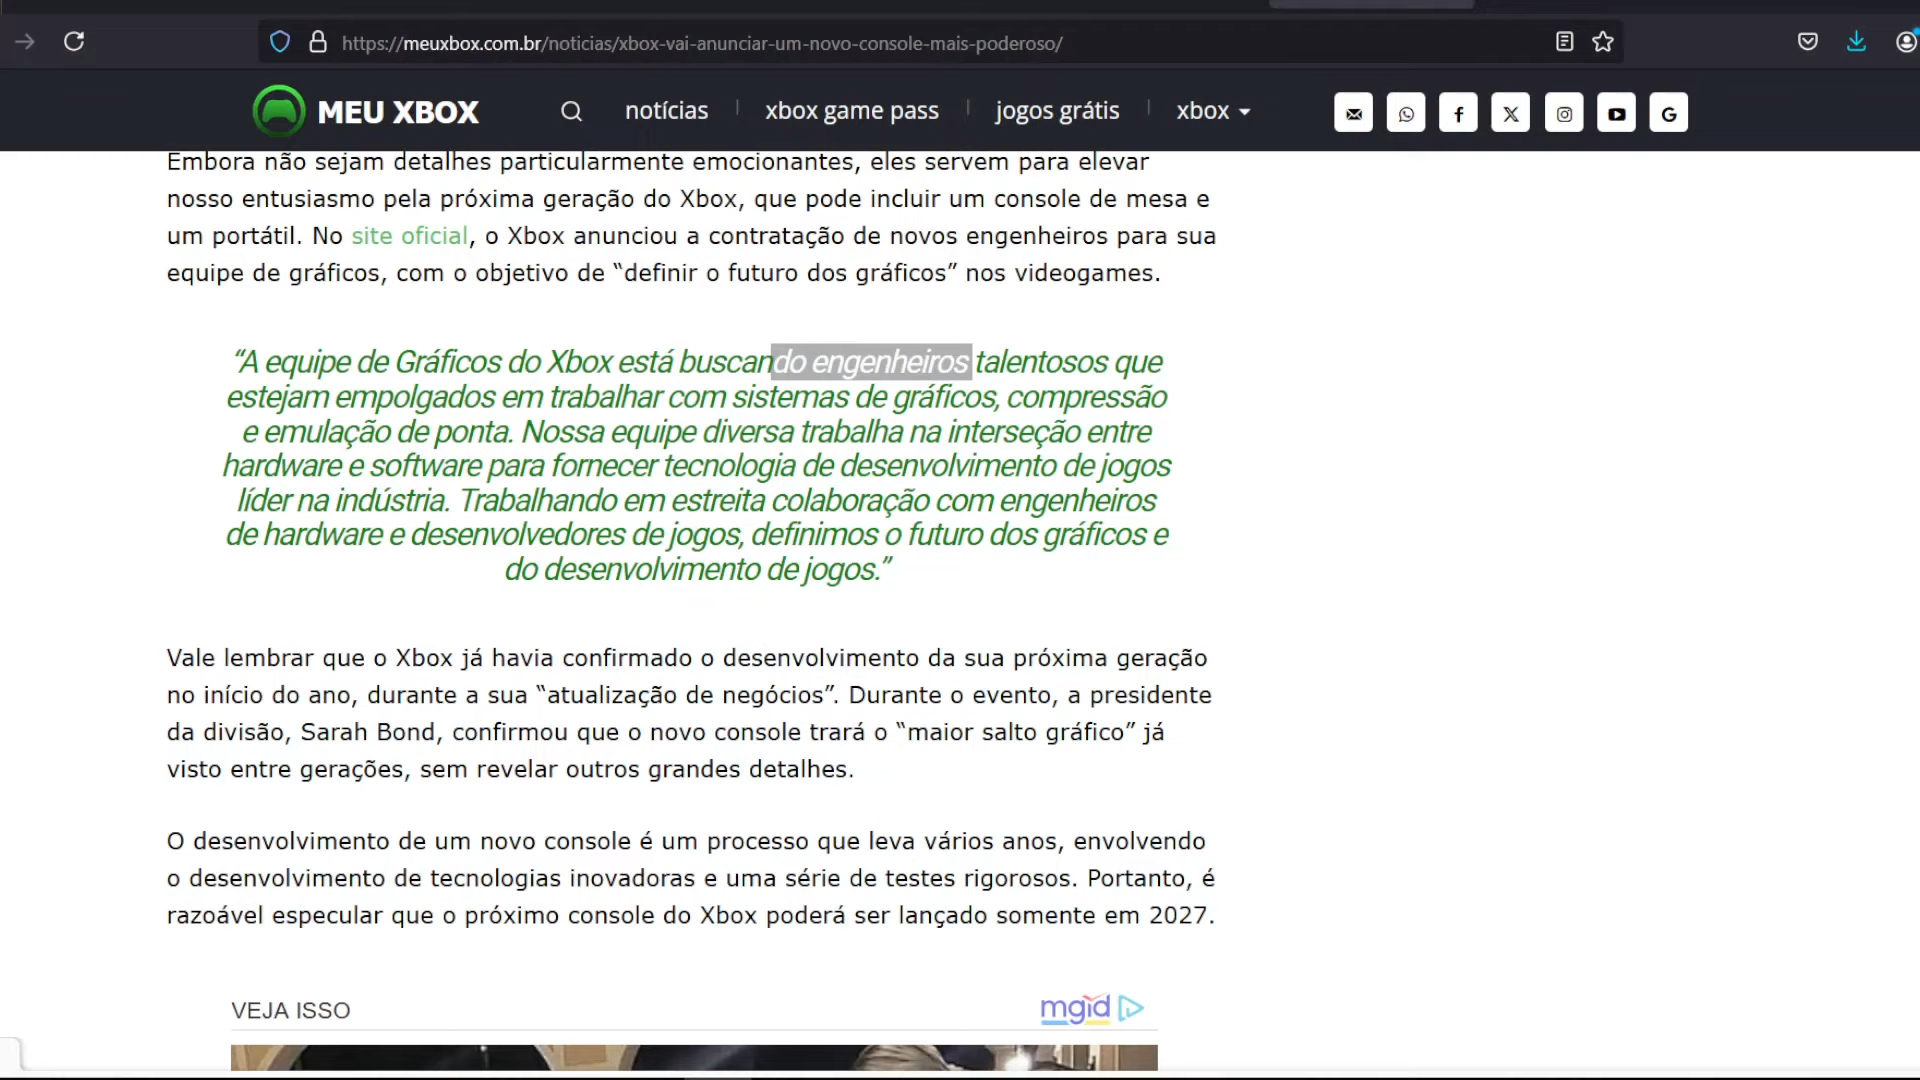 https://meuxbox.com.br/noticias/xbox-vai-anunciar-um-novo-console-mais-poderoso/
MEU XBOX
notícias
xbox game pass
jogos grátis
xbox
Embora não sejam detalhes particularmente emocionantes, eles servem para elevar
nosso entusiasmo pela próxima geração do Xbox, que pode incluir um console de mesa e
um portátil. No site oficial, o Xbox anunciou a contratação de novos engenheiros para sua
equipe de gráficos, com o objetivo de “definir o futuro dos gráficos” nos videogames.
“A equipe de Gráficos do Xbox está buscando engenheiros talentosos que
estejam empolgados em trabalhar com sistemas de gráficos, compressão
e emulação de ponta. Nossa equipe diversa trabalha na interseção entre
hardware e software para fornecer tecnologia de desenvolvimento de jogos
líder na indústria. Trabalhando em estreita colaboração com engenheiros
de hardware e desenvolvedores de jogos, definimos o futuro dos gráficos e
do desenvolvimento de jogos.”
Vale lembrar que o Xbox já havia confirmado o desenvolvimento da sua próxima geração
no início do ano, durante a sua “atualização de negócios”. Durante o evento, a presidente
da divisão, Sarah Bond, confirmou que o novo console trará o “maior salto gráfico” já
visto entre gerações, sem revelar outros grandes detalhes.
O desenvolvimento de um novo console é um processo que leva vários anos, envolvendo
o desenvolvimento de tecnologias inovadoras e uma série de testes rigorosos. Portanto, é
razoável especular que o próximo console do Xbox poderá ser lançado somente em 2027.
VEJA ISSO
mgid